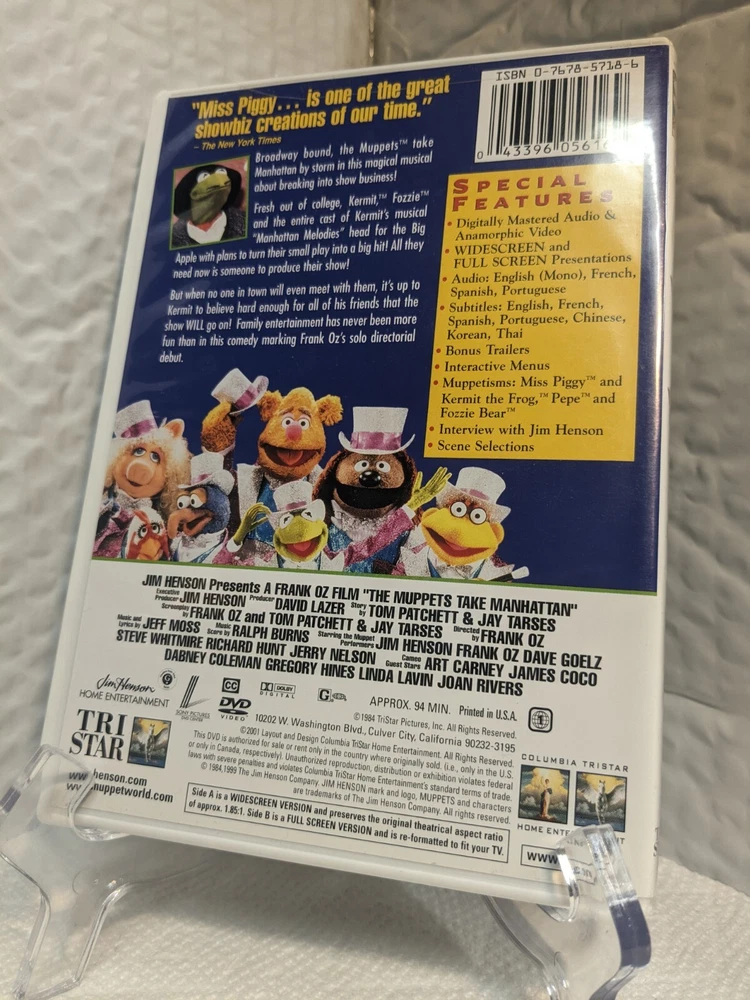 "Miss Piggy... is one of the great
showbiz creations of our time."
– The New York Times
Broadway bound, the Muppets™ take
Manhattan by storm in this magical musical
about breaking into show business!
Fresh out of college, Kermit,™ Fozzie™
and the entire cast of Kermit's musical
"Manhattan Melodies" head for the Big
Apple with plans to turn their small play into a big hit! All they
need now is someone to produce their show!
But when no one in town will even meet with them, it's up to
Kermit to believe hard enough for all of his friends that the
show WILL go on! Family entertainment has never been more
fun than in this comedy marking Frank Oz's solo directorial
debut.
ISBN 0-7678-5718-6
0 43396 0561
SPECIAL
FEATURES
• Digitally Mastered Audio &
Anamorphic Video
• WIDESCREEN and
FULL SCREEN Presentations
• Audio: English (Mono), French,
Spanish, Portuguese
• Subtitles: English, French,
Spanish, Portuguese, Chinese,
Korean, Thai
• Bonus Trailers
• Interactive Menus
• Muppetisms: Miss Piggy™ and
Kermit the Frog,™ Pepe™ and
Fozzie Bear™
• Interview with Jim Henson
• Scene Selections
JIM HENSON Presents A FRANK OZ FILM "THE MUPPETS TAKE MANHATTAN"
Executive Producer JIM HENSON Producer DAVID LAZER Story by TOM PATCHETT & JAY TARSES
Screenplay by FRANK OZ and TOM PATCHETT & JAY TARSES Directed by FRANK OZ
Music and Lyrics by JEFF MOSS Music Score by RALPH BURNS Starring the Muppet Performers JIM HENSON FRANK OZ DAVE GOELZ
STEVE WHITMIRE RICHARD HUNT JERRY NELSON Cameo Guest Stars ART CARNEY JAMES COCO
DABNEY COLEMAN GREGORY HINES LINDA LAVIN JOAN RIVERS
Jim Henson
HOME ENTERTAINMENT
SONY PICTURES
DVD CENTER
CC
DVD
VIDEO
DOLBY
DIGITAL
G
APPROX. 94 MIN.
Printed in U.S.A.
1
TRI
STAR
© 1984 TriStar Pictures, Inc. All Rights Reserved.
10202 W. Washington Blvd., Culver City, California 90232-3195
©2001 Layout and Design Columbia TriStar Home Entertainment. All Rights Reserved.
This DVD is authorized for sale or rent only in the country where originally sold. (i.e., only in the U.S.
or only in Canada, respectively). Unauthorized reproduction, distribution or exhibition violates federal
laws with severe penalties and violates Columbia TriStar Home Entertainment's standard terms of trade.
© 1984,1999 The Jim Henson Company. JIM HENSON mark and logo, MUPPETS and characters
are trademarks of The Jim Henson Company. All rights reserved.
COLUMBIA TRISTAR
HOME
henson.com
muppetworld.com
Side A is a WIDESCREEN VERSION and preserves the original theatrical aspect ratio
of approx. 1.85:1. Side B is a FULL SCREEN VERSION and is re-formatted to fit your TV.
www